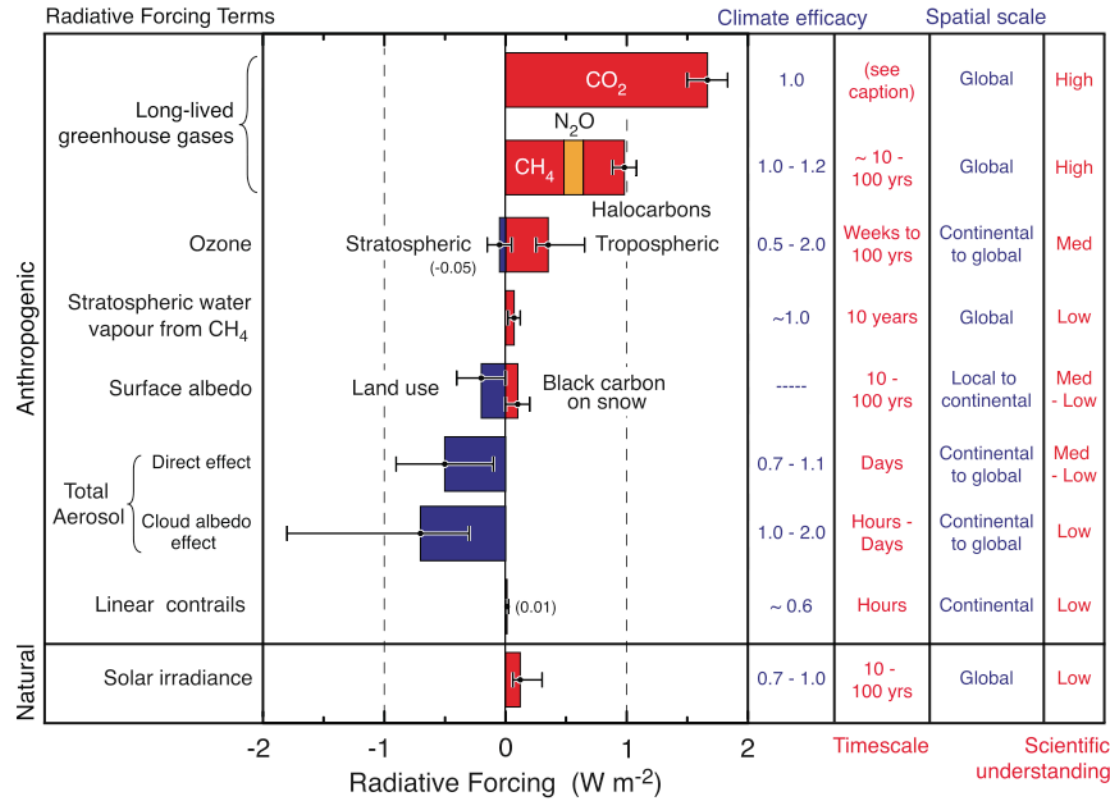 Radiative Forcing Terms
Climate efficacy
Spatial scale
Anthropogenic
Long-lived
greenhouse gases
CO2
1.0
(see
caption)
Global
High
N2O
CH4
Halocarbons
1.0 - 1.2
~ 10 -
100 yrs
Global
High
Ozone
Stratospheric
(-0.05)
Tropospheric
0.5 - 2.0
Weeks to
100 yrs
Continental
to global
Med
Stratospheric water
vapour from CH4
~1.0
10 years
Global
Low
Surface albedo
Land use
Black carbon
on snow
-----
10 -
100 yrs
Local to
continental
Med
- Low
Total
Aerosol
Direct effect
0.7 - 1.1
Days
Continental
to global
Med
- Low
Cloud albedo
effect
1.0 - 2.0
Hours -
Days
Continental
to global
Low
Linear contrails
(0.01)
~ 0.6
Hours
Continental
Low
Natural
Solar irradiance
0.7 - 1.0
10 -
100 yrs
Global
Low
-2 -1 0 1 2
Radiative Forcing (W m-2)
Timescale
Scientific
understanding